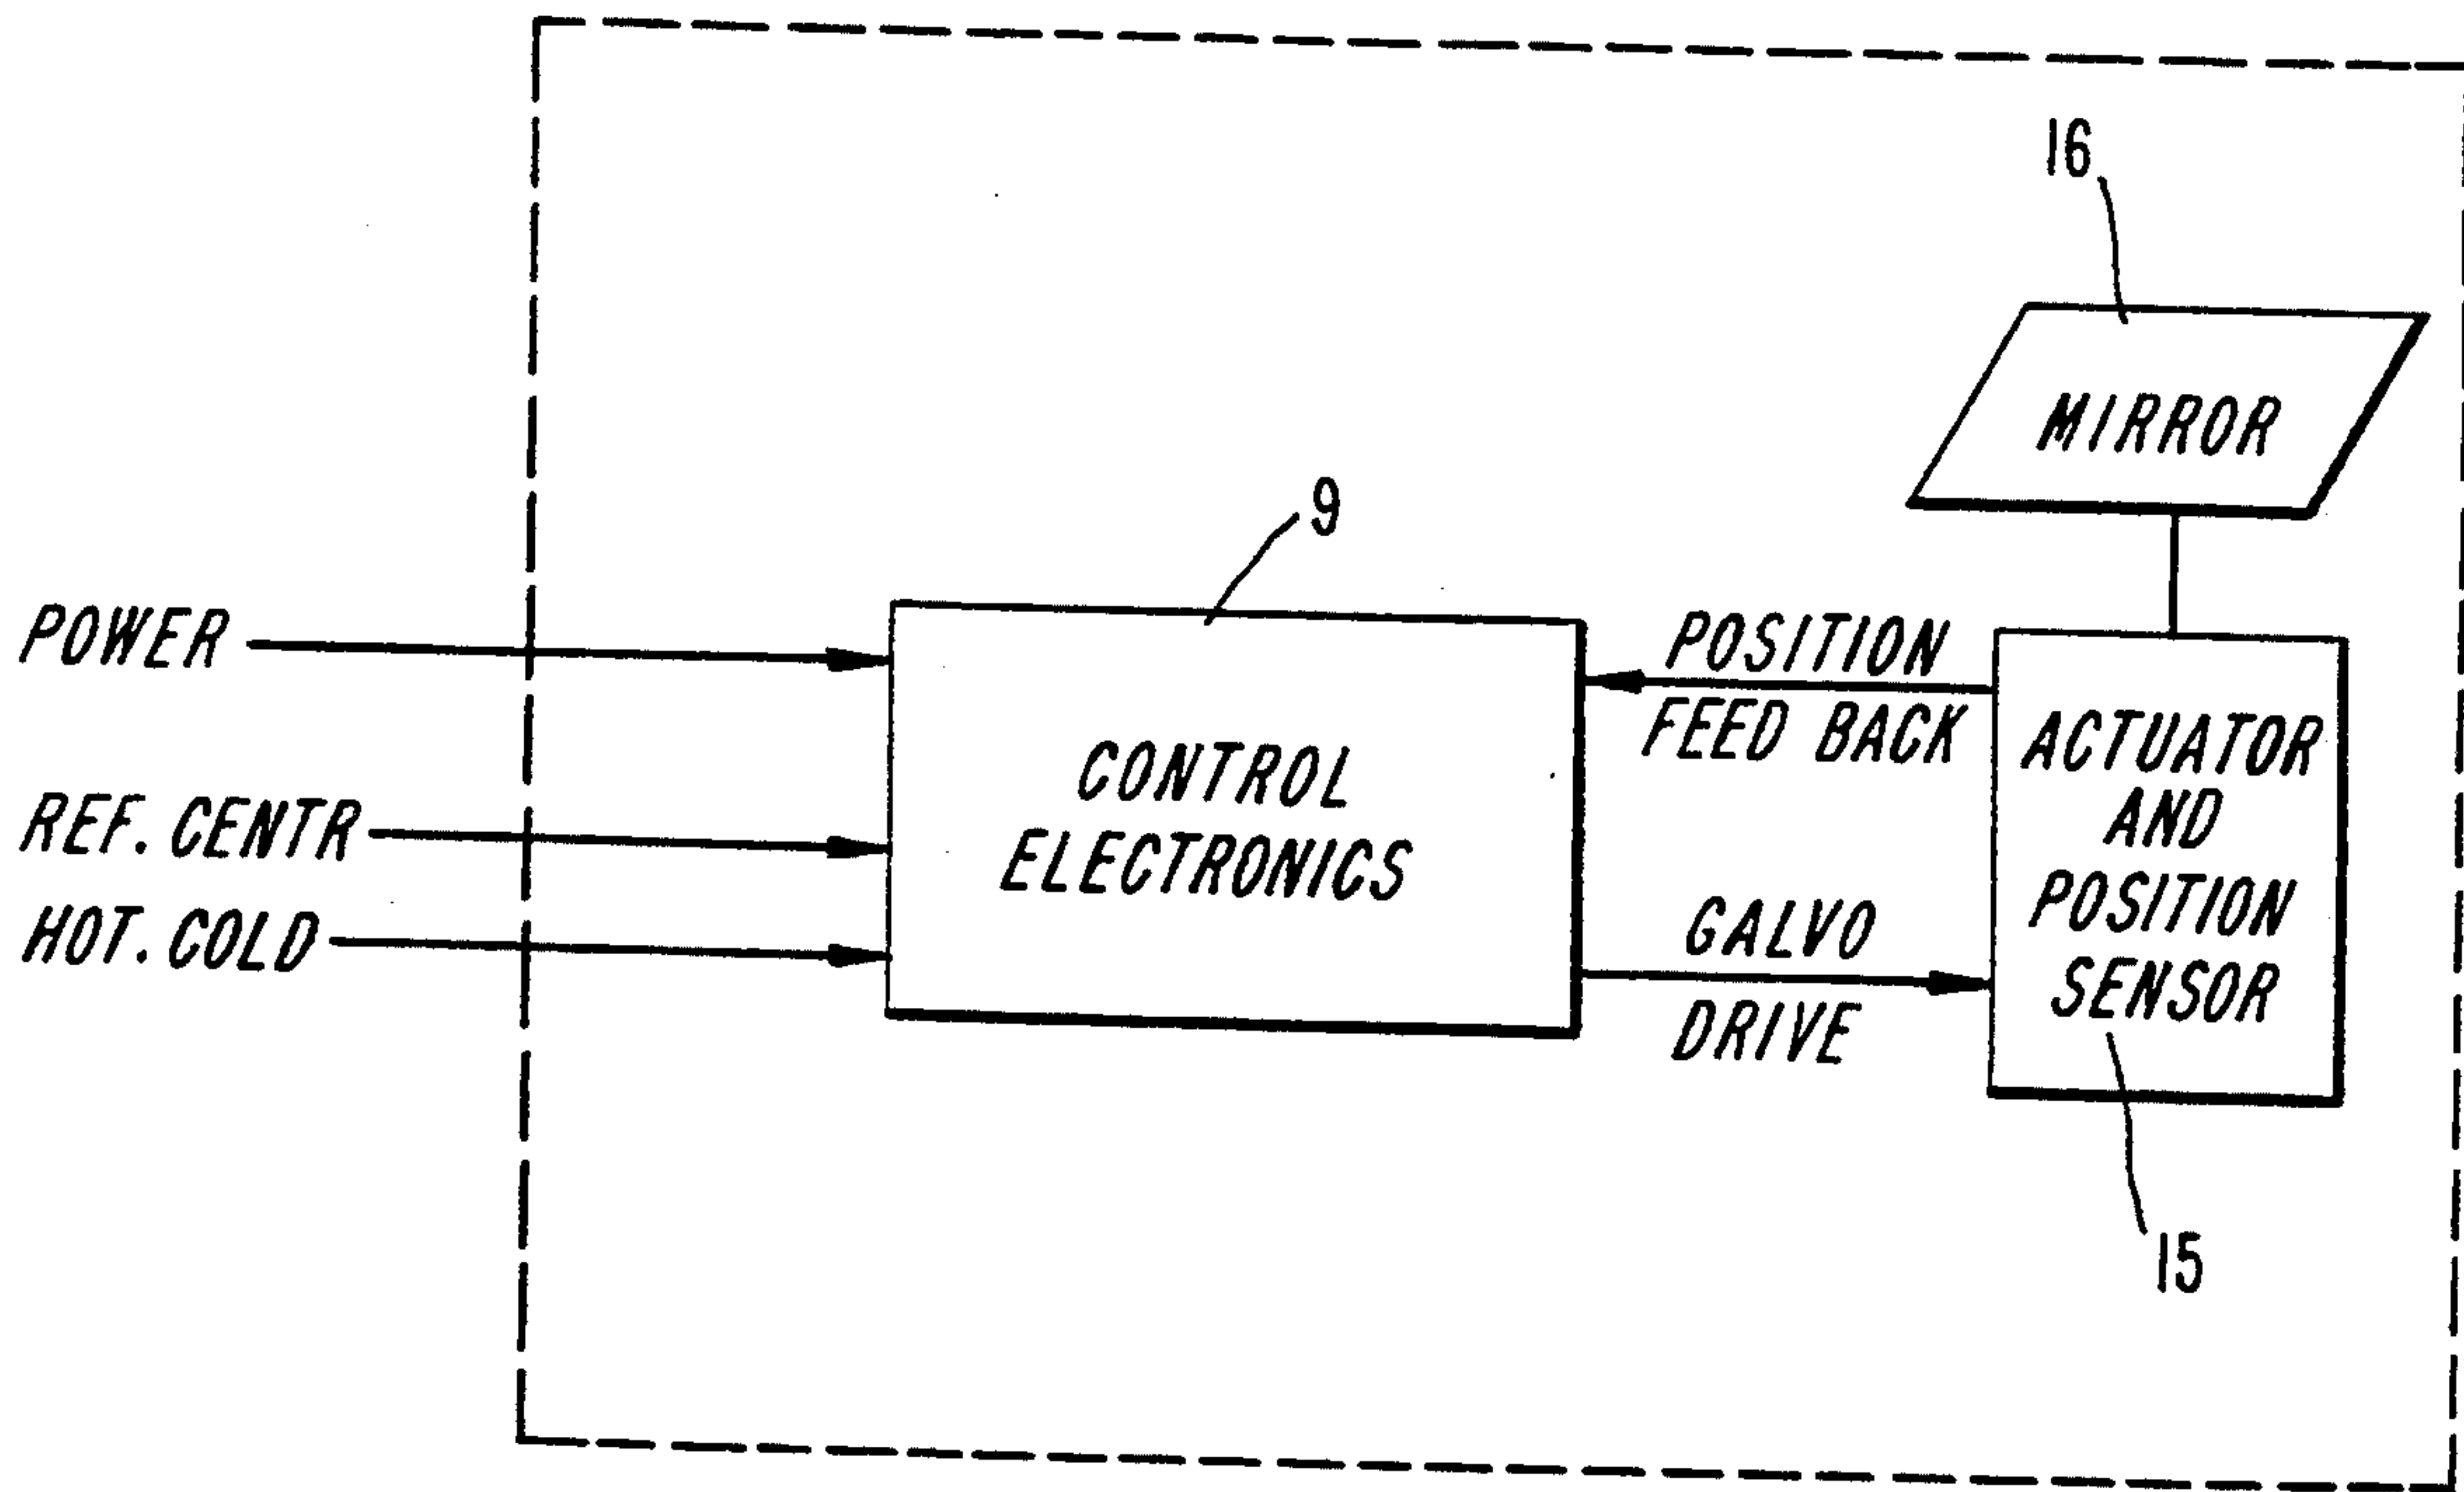 16
MIRROR
9
POWER
REF. CENTR
HOT. COLD
CONTROL
ELECTRONICS
POSITION
FEED BACK
GALVO
DRIVE
ACTUATOR
AND
POSITION
SENSOR
15